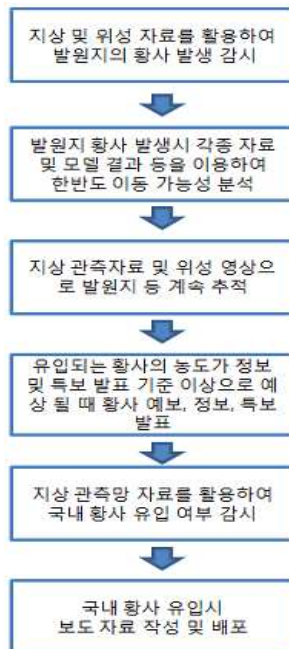 지상 및 위성 자료를 활용하여
발원지의 황사 발생 감시
발원지 황사 발생시 각종 자료
및 모델 결과 등을 이용하여
한반도 이동 가능성 분석
지상 관측자료 및 위성 영상으
로 발원지 등 계속 추적
유입되는 황사의 농도가 정보
및 특보 발표 기준 이상으로 예
상 될 때 황사 예보, 정보, 특보
발표
지상 관측망 자료를 활용하여
국내 황사 유입 여부 감시
국내 황사 유입시
보도 자료 작성 및 배포